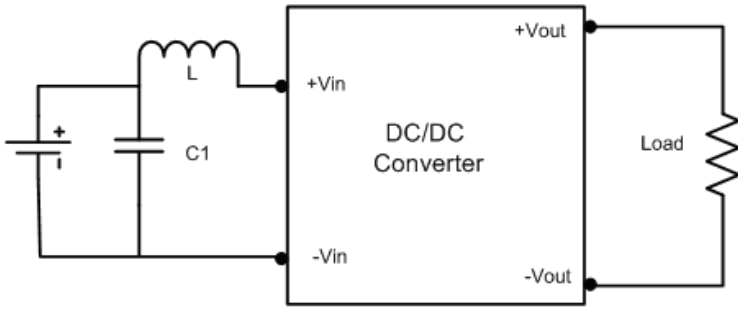 +Vout
L
+Vin
+
C1
DC/DC
Converter
Load
-Vin
-Vout